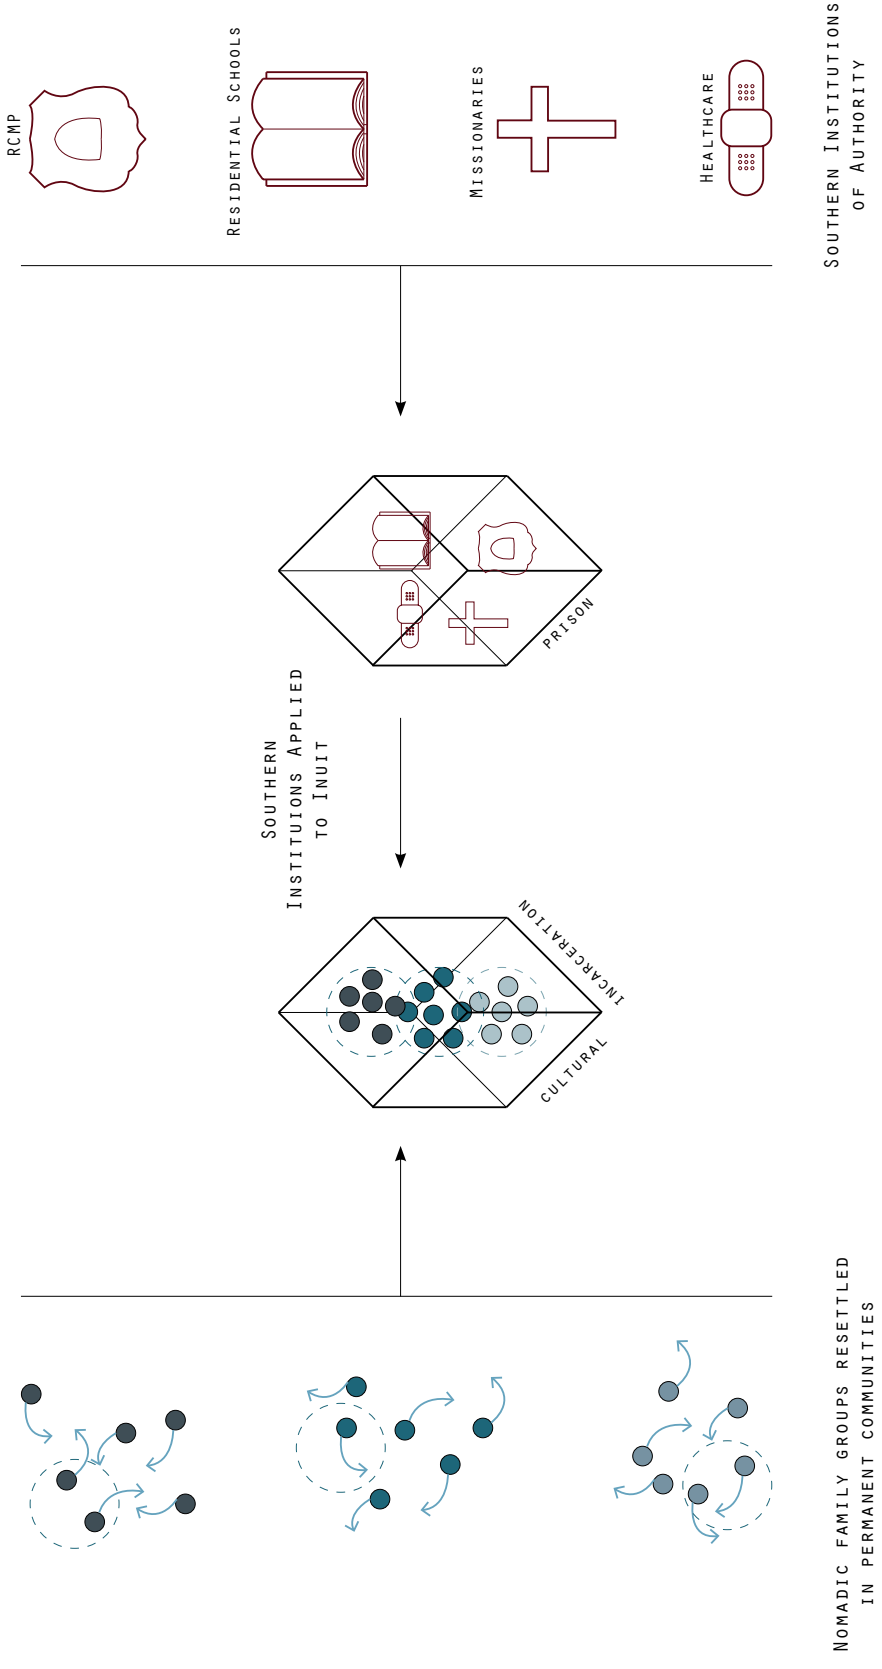 RCMP
Residential Schools
Missionaries
Healthcare
Southern Institutions
of Authority
PRISON
Southern
Instituions Applied
to Inuit
CULTURAL
INCARCERATION
Nomadic family groups resettled
in permanent communities